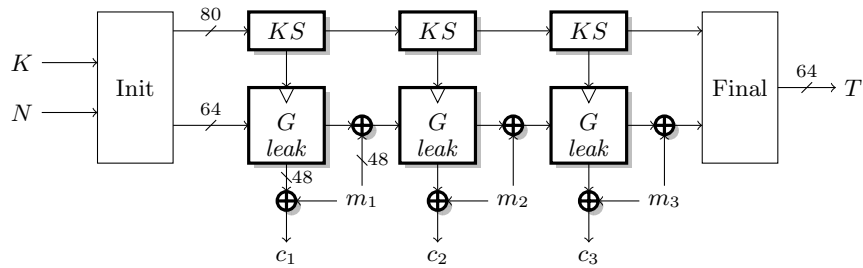 80
KS KS KS
K
N
Init
Final
64
T
64
G G G
leak leak leak
48
48
m1 m2 m3
c1 c2 c3